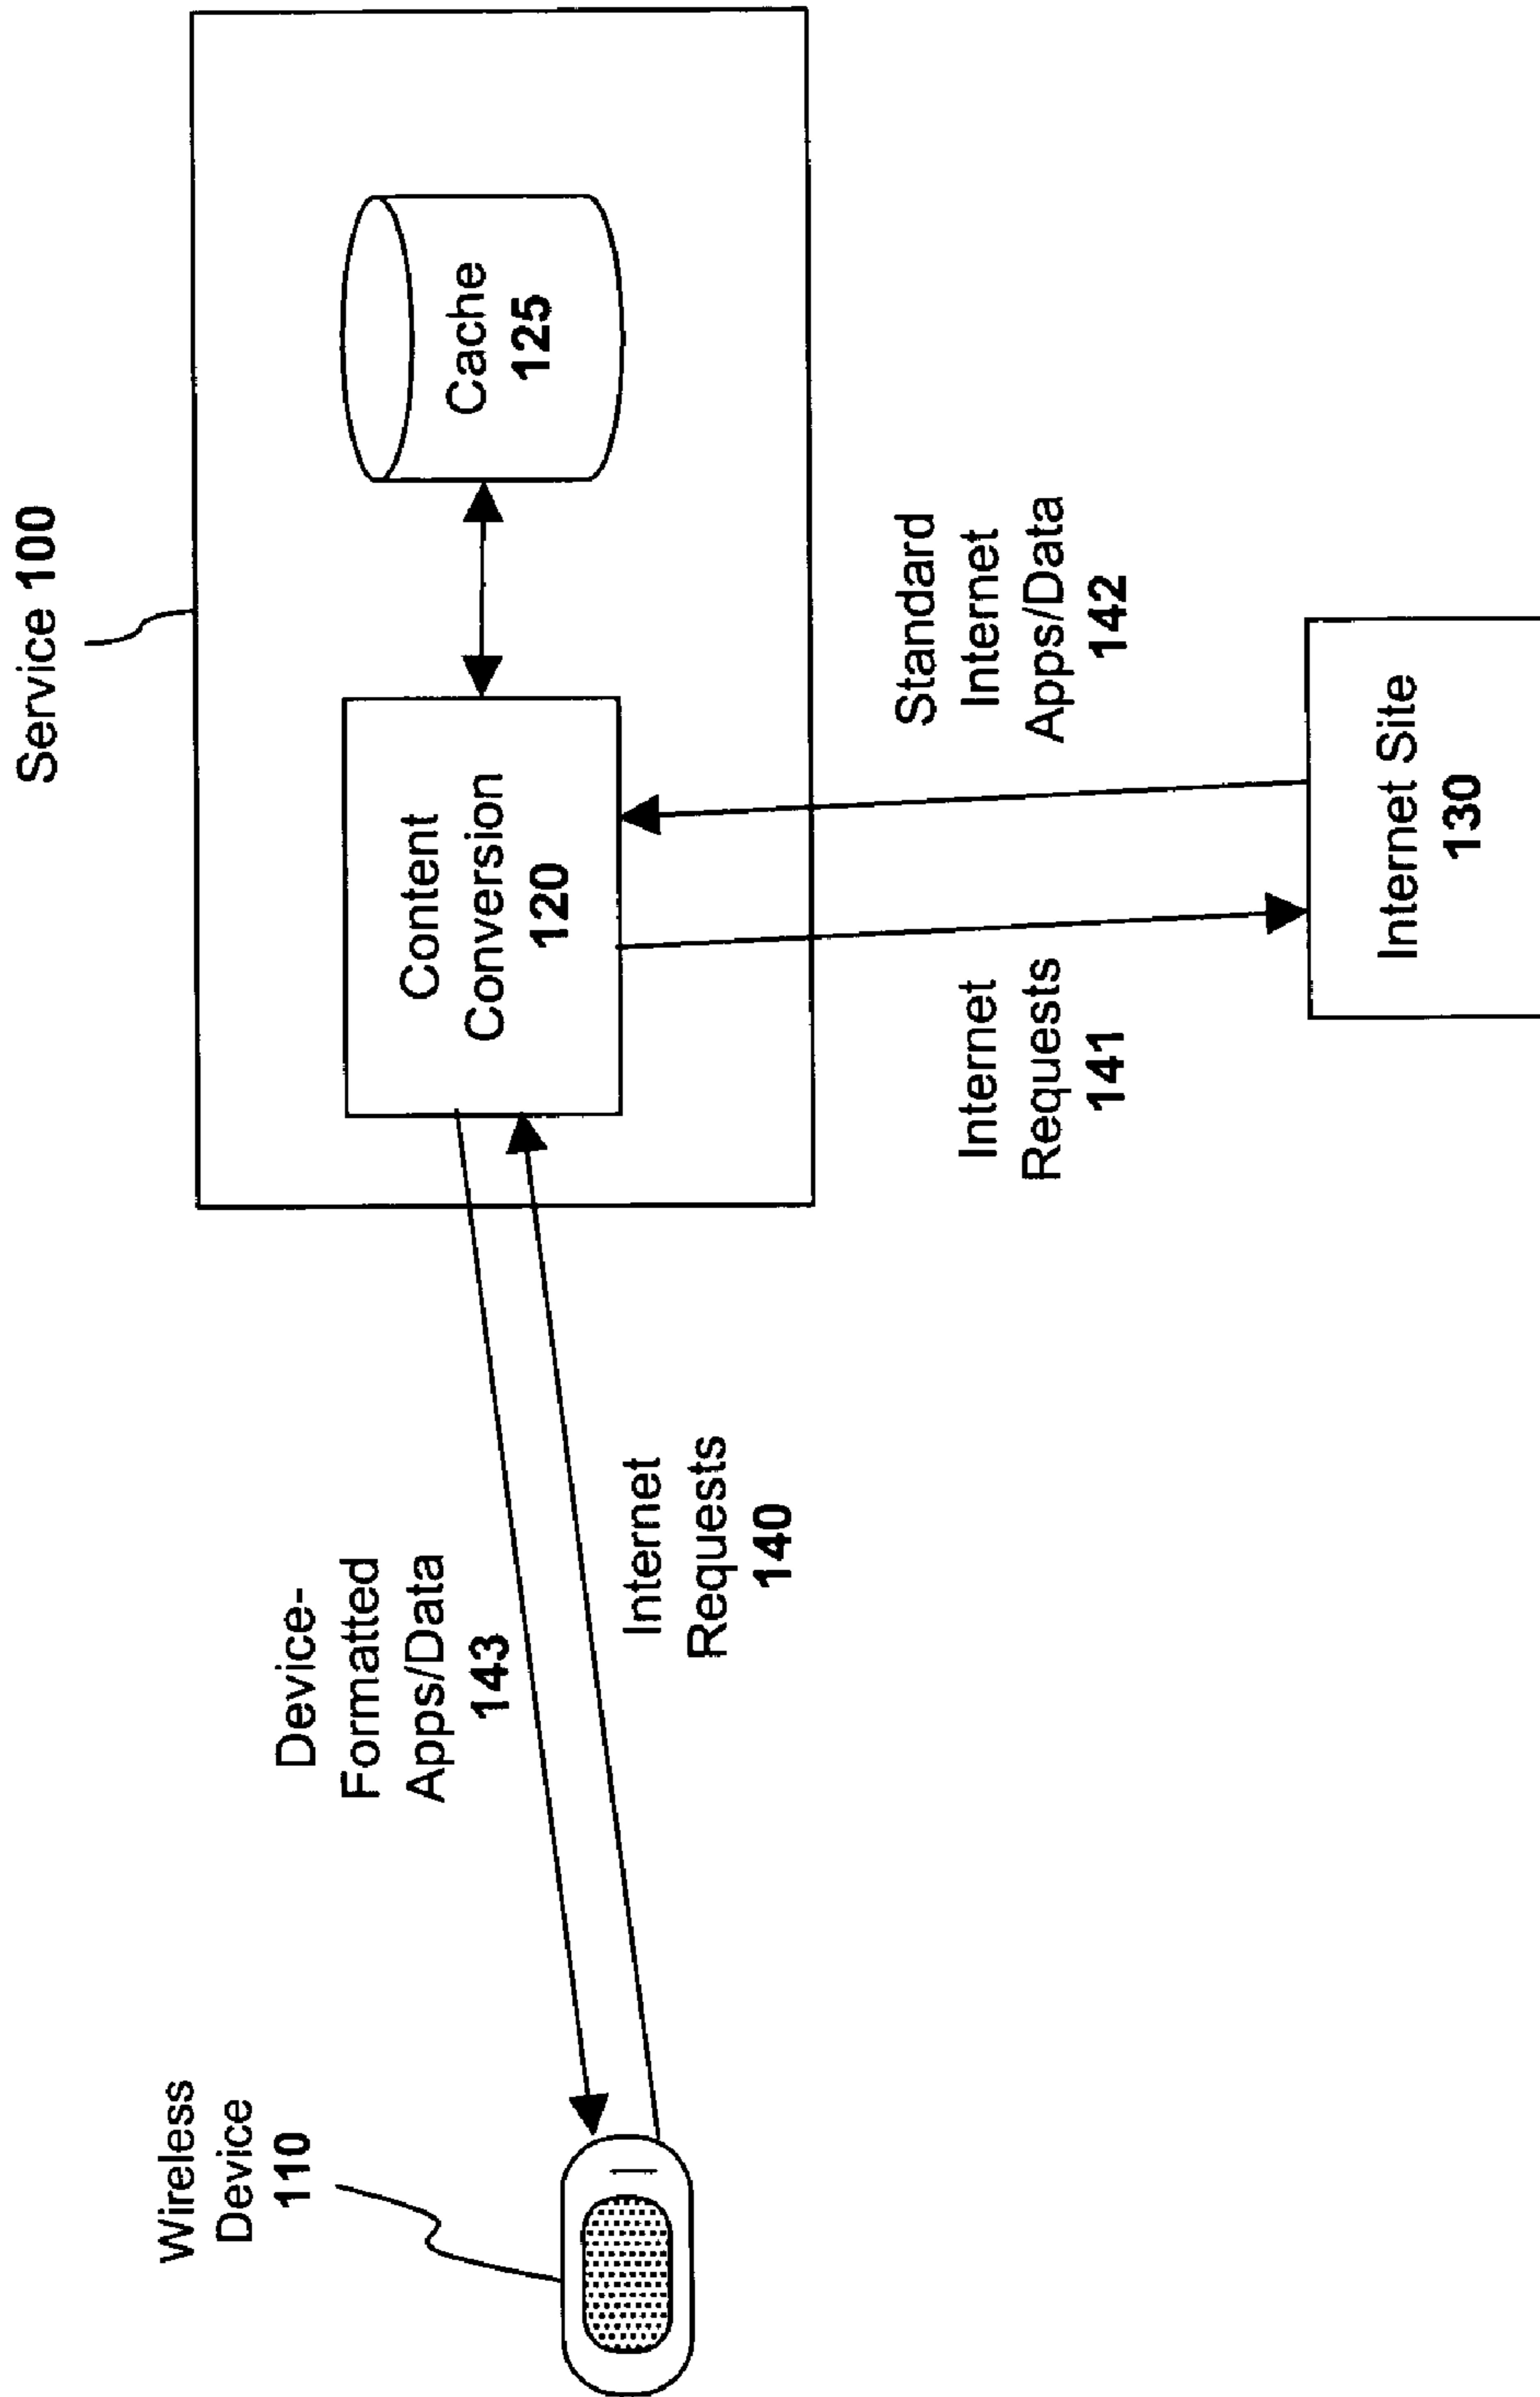 Service 100
Content
Conversion
120
Cache
125
Wireless
Device
110
Device-
Formatted
Apps/Data
143
Internet
Requests
140
Internet
Requests
141
Standard
Internet
Apps/Data
142
Internet Site
130